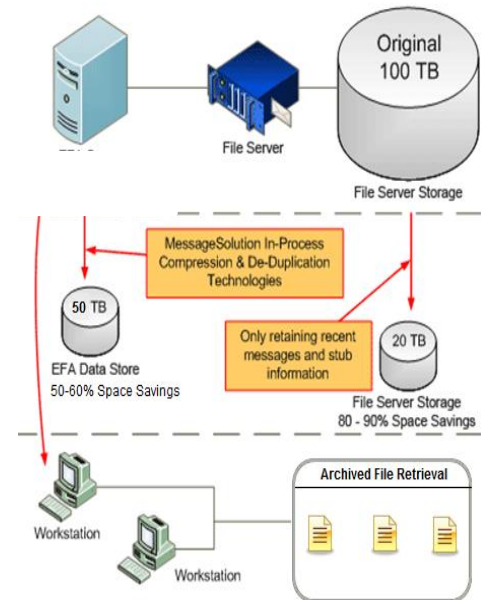 Original
100 TB
File Server
File Server Storage
MessageSolution In-Process
Compression & De-Duplication
Technologies
50 TB
EFA Data Store
50-60% Space Savings
Only retaining recent
messages and stub
information
20 TB
File Server Storage
80 - 90% Space Savings
Workstation
Workstation
Archived File Retrieval